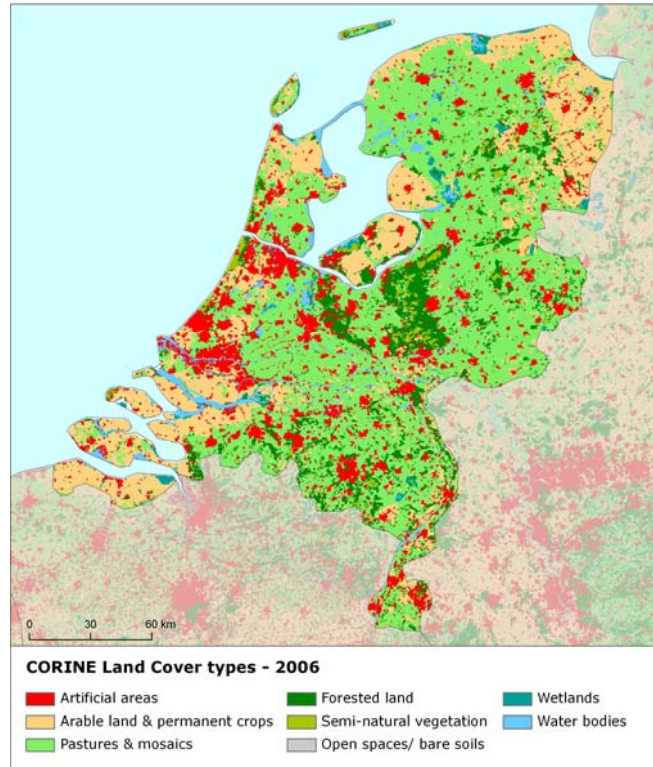 0 30 60 km
CORINE Land Cover types - 2006
Artificial areas
Arable land & permanent crops
Pastures & mosaics
Forested land
Semi-natural vegetation
Open spaces/ bare soils
Wetlands
Water bodies